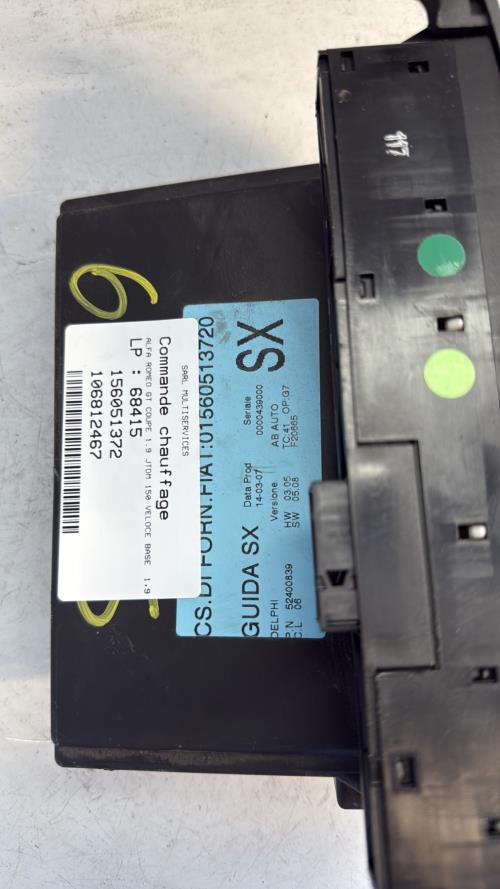 SARL MULTISERVICES
Commande chauffage
ALFA ROMEO GT COUPE 1.9 JTDM 150 VELOCE BASE 1.9
LP : 68415
156051372
106812467
CS.DI FORN.FIAT:01560513720
SX
GUIDA SX
Data Prod
14-03-07
Seriale
0000439000
DELPHI
Versione.
AB AUTO
P.N 52400839
HW 03.05
TC:41 OP:G7
C.L 06
SW 05.08
F20665
6
117